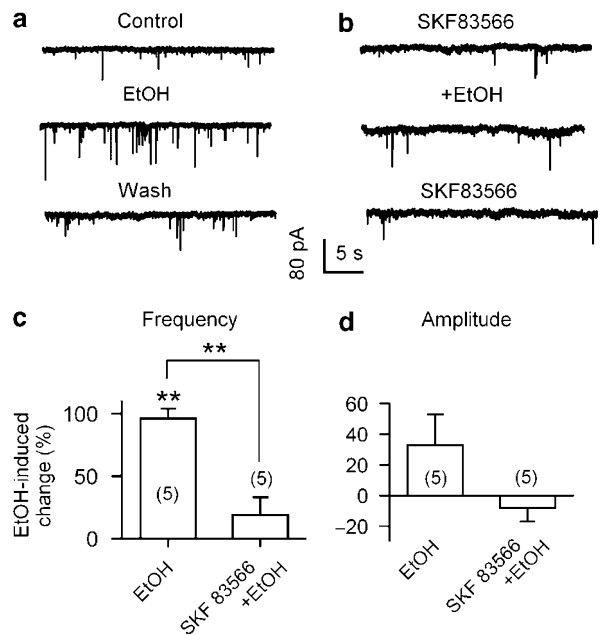 a
Control
EtOH
Wash
b
SKF83566
+EtOH
SKF83566
80 pA
5 s
c
Frequency
**
**
EtOH-induced
change (%)
100
50
0
(5)
(5)
EtOH
SKF 83566
+EtOH
d
Amplitude
60
40
20
0
−20
(5)
(5)
EtOH
SKF 83566
+EtOH